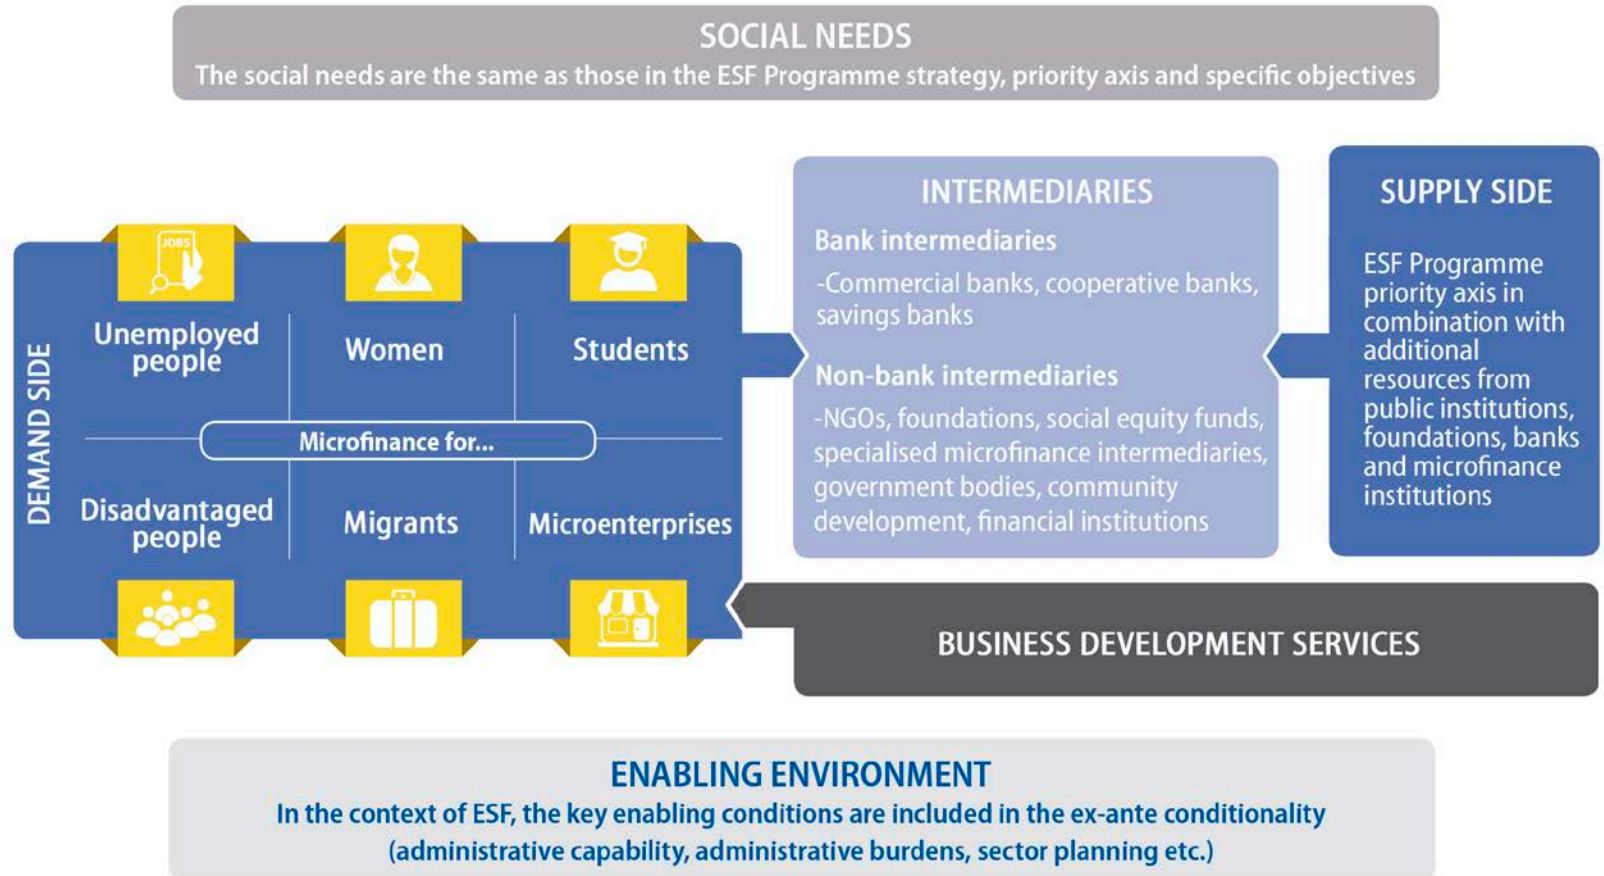 SOCIAL NEEDS
The social needs are the same as those in the ESF Programme strategy, priority axis and specific objectives
DEMAND SIDE
JOBS
Unemployed
people
Women
Students
Microfinance for...
Disadvantaged
people
Migrants
Microenterprises
INTERMEDIARIES
Bank intermediaries
-Commercial banks, cooperative banks,
savings banks
Non-bank intermediaries
-NGOs, foundations, social equity funds,
specialised microfinance intermediaries,
government bodies, community
development, financial institutions
SUPPLY SIDE
ESF Programme
priority axis in
combination with
additional
resources from
public institutions,
foundations, banks
and microfinance
institutions
BUSINESS DEVELOPMENT SERVICES
ENABLING ENVIRONMENT
In the context of ESF, the key enabling conditions are included in the ex-ante conditionality
(administrative capability, administrative burdens, sector planning etc.)